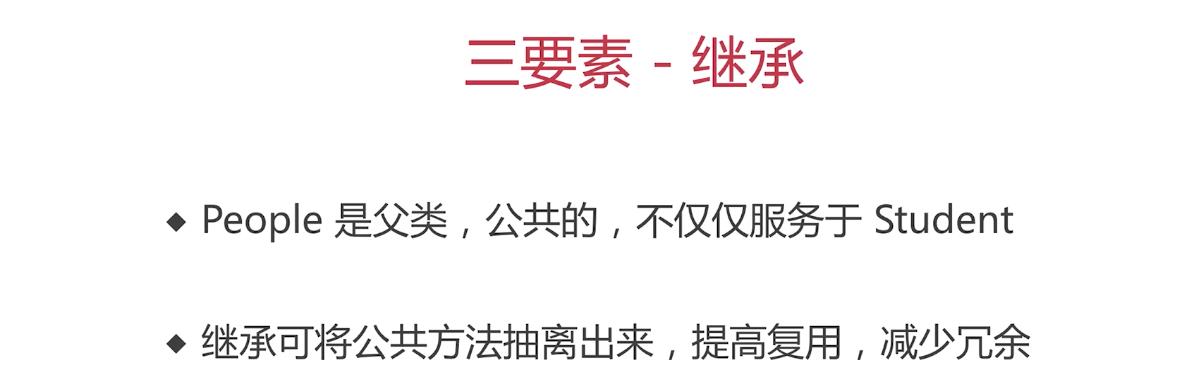 三要素 - 继承
◆ People 是父类，公共的，不仅仅服务于 Student
◆ 继承可将公共方法抽离出来，提高复用，减少冗余